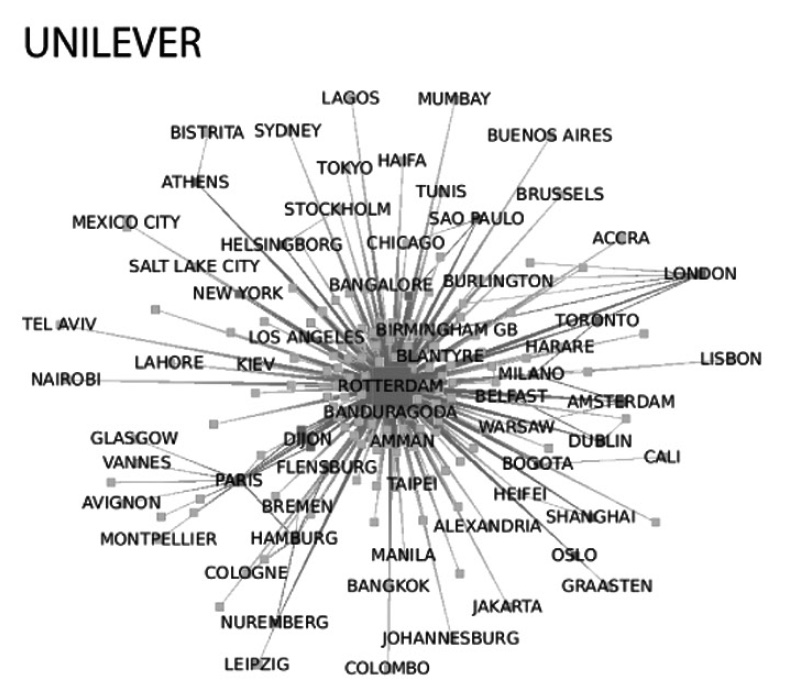 UNILEVER
LAGOS
MUMBAY
BISTRITA
SYDNEY
BUENOS AIRES
TOKYO
HAIFA
ATHENS
TUNIS
BRUSSELS
STOCKHOLM
SAO PAULO
MEXICO CITY
HELSINGBORG
CHICAGO
ACCRA
SALT LAKE CITY
LONDON
BANGALORE
BURLINGTON
NEW YORK
TEL AVIV
TORONTO
BIRMINGHAM GB
LOS ANGELES
HARARE
BLANTYRE
LISBON
LAHORE
KIEV
MILANO
NAIROBI
ROTTERDAM
BELFAST
AMSTERDAM
BANDURAGODA
WARSAW
GLASGOW
DIJON
AMMAN
DUBLIN
VANNES
FLENSBURG
BOGOTA
CALI
PARIS
TAIPEI
HEIFEI
AVIGNON
BREMEN
SHANGHAI
ALEXANDRIA
MONTPELLIER
HAMBURG
MANILA
OSLO
COLOGNE
BANGKOK
GRAASTEN
JAKARTA
NUREMBERG
JOHANNESBURG
LEIPZIG
COLOMBO